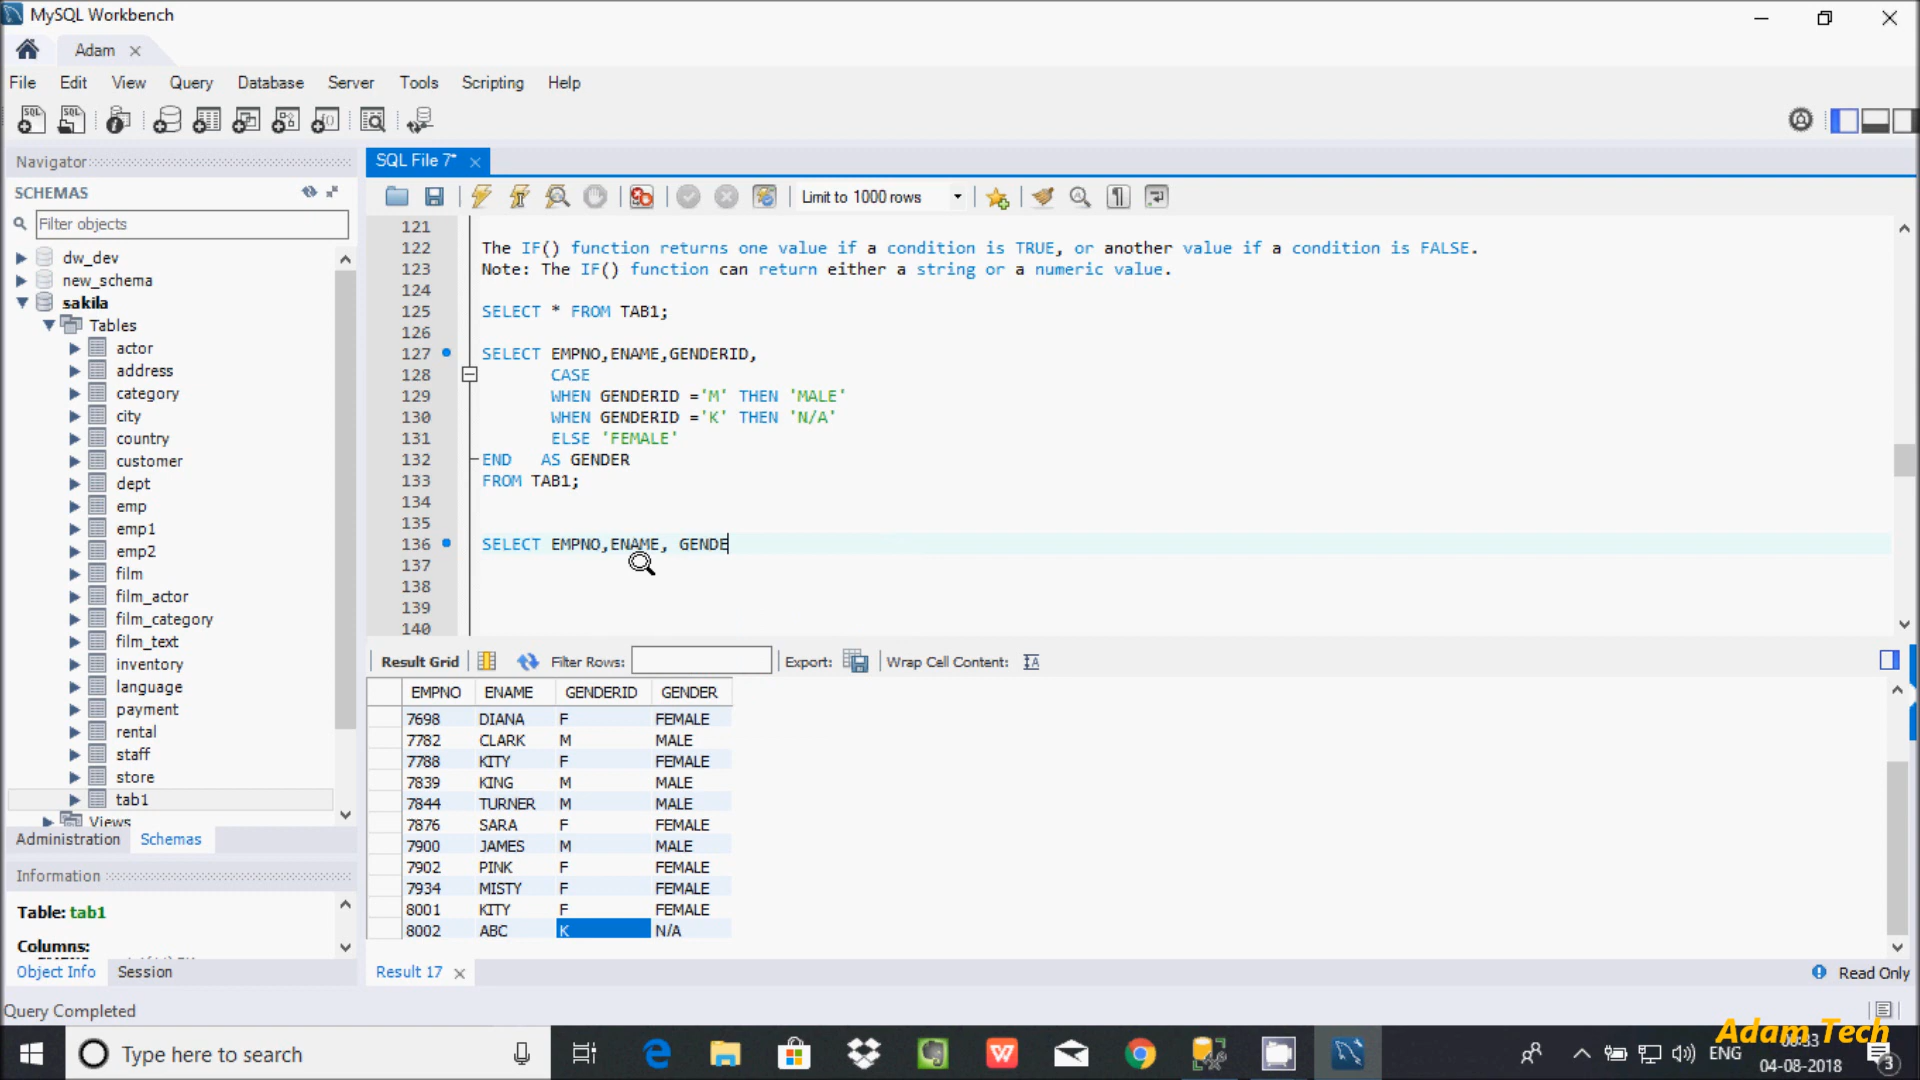 MySQL Workbench
Adam
File Edit View Query Database Server Tools Scripting Help
Navigator
SQL File 7*
SCHEMAS
Limit to 1000 rows
Filter objects
dw_dev
new_schema
sakila
Tables
actor
address
category
city
country
customer
dept
emp
emp1
emp2
film
film_actor
film_category
film_text
inventory
language
payment
rental
staff
store
tab1
Views
Administration Schemas
Information
Table: tab1
Columns:
Object Info Session
121
122 The IF() function returns one value if a condition is TRUE, or another value if a condition is FALSE.
123 Note: The IF() function can return either a string or a numeric value.
124
125 SELECT * FROM TAB1;
126
127 SELECT EMPNO,ENAME,GENDERID,
128 CASE
129 WHEN GENDERID ='M' THEN 'MALE'
130 WHEN GENDERID ='K' THEN 'N/A'
131 ELSE 'FEMALE'
132 END AS GENDER
133 FROM TAB1;
134
135
136 SELECT EMPNO,ENAME, GENDE
137
138
139
140
Result Grid Filter Rows: Export: Wrap Cell Content:
EMPNO ENAME GENDERID GENDER
7698 DIANA F FEMALE
7782 CLARK M MALE
7788 KITY F FEMALE
7839 KING M MALE
7844 TURNER M MALE
7876 SARA F FEMALE
7900 JAMES M MALE
7902 PINK F FEMALE
7934 MISTY F FEMALE
8001 KITY F FEMALE
8002 ABC K N/A
Result 17
Read Only
Query Completed
Adam Tech
Type here to search
ENG
04-08-2018
3